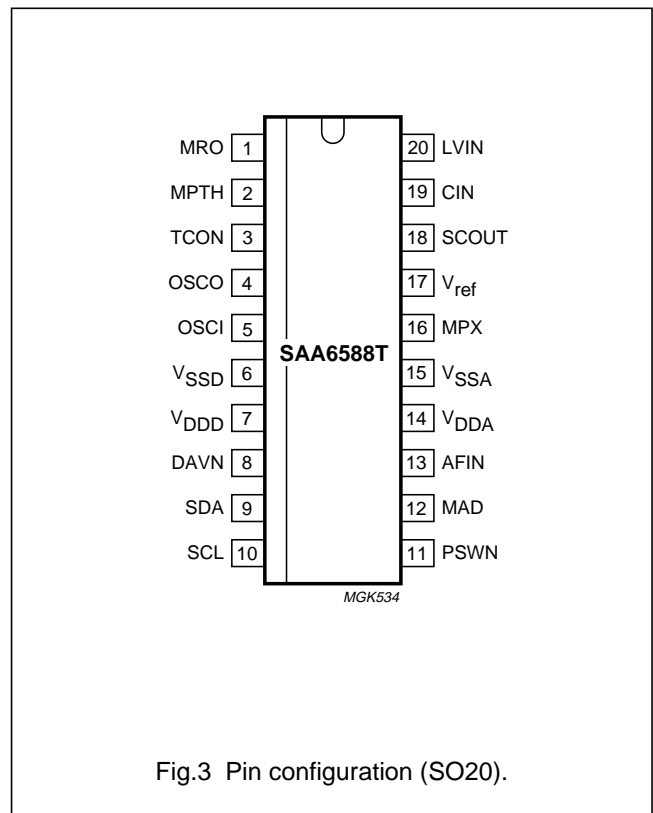 MRO 1 20 LVIN
MPTH 2 19 CIN
TCON 3 18 SCOUT
OSCO 4 17 Vref
OSCI 5 16 MPX
SAA6588T
VSSD 6 15 VSSA
VDDD 7 14 VDDA
DAVN 8 13 AFIN
SDA 9 12 MAD
SCL 10 11 PSWN
MGK534
Fig.3 Pin configuration (SO20).